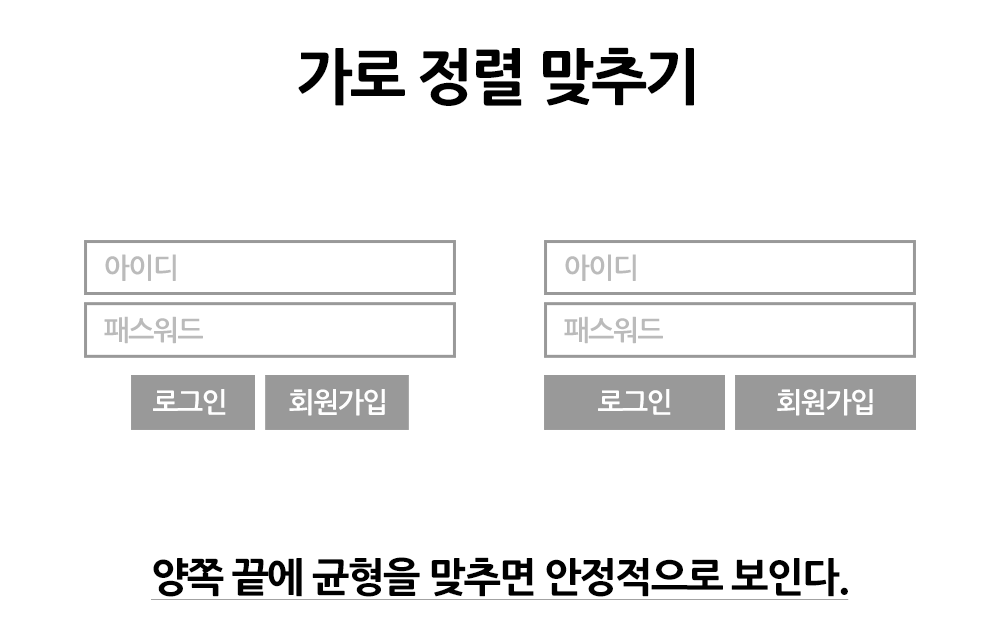 가로 정렬 맞추기
아이디
패스워드
로그인 회원가입
아이디
패스워드
로그인 회원가입
양쪽 끝에 균형을 맞추면 안정적으로 보인다.